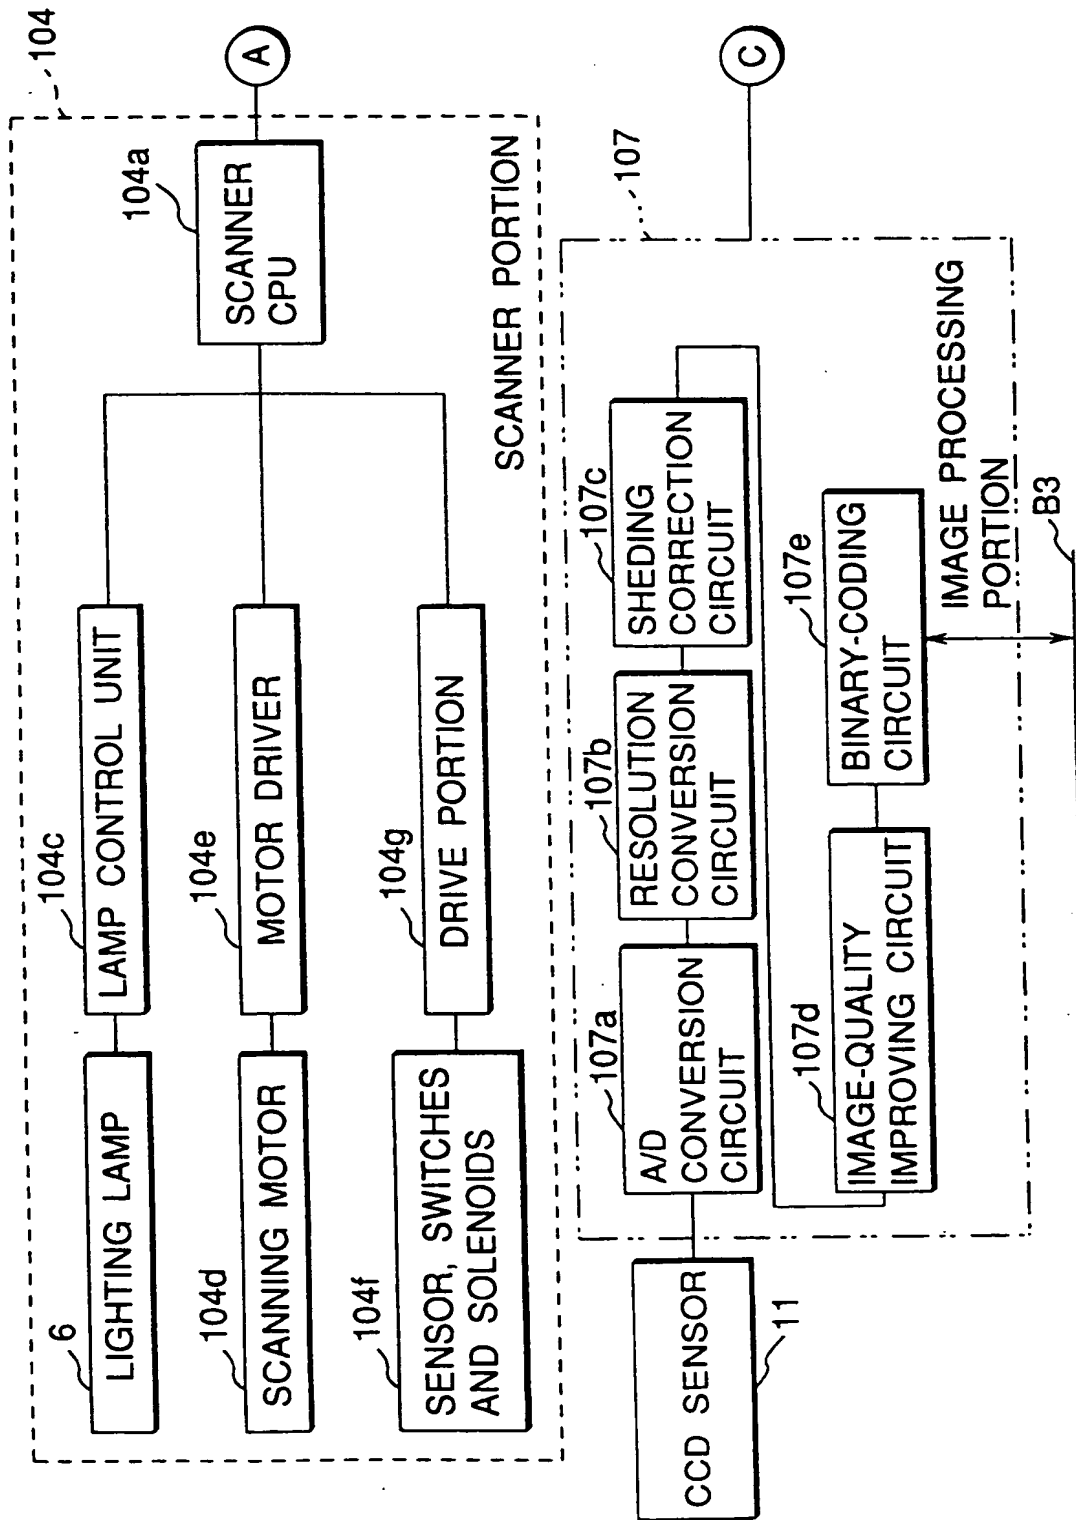 104
A
104a
SCANNER
CPU
SCANNER PORTION
104c
LAMP CONTROL UNIT
6
LIGHTING LAMP
104e
MOTOR DRIVER
104d
SCANNING MOTOR
104g
DRIVE PORTION
104f
SENSOR, SWITCHES
AND SOLENOIDS
107
C
107c
SHEDING
CORRECTION
CIRCUIT
107b
RESOLUTION
CONVERSION
CIRCUIT
107a
A/D
CONVERSION
CIRCUIT
CCD SENSOR
11
107d
IMAGE-QUALITY
IMPROVING CIRCUIT
107e
BINARY-CODING
CIRCUIT
IMAGE PROCESSING
PORTION
B3